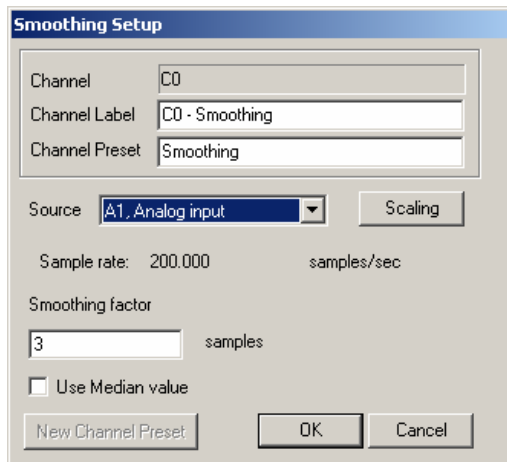 Smoothing Setup
Channel C0
Channel Label C0 - Smoothing
Channel Preset Smoothing
Source A1, Analog input Scaling
Sample rate: 200.000 samples/sec
Smoothing factor
3 samples
Use Median value
New Channel Preset OK Cancel